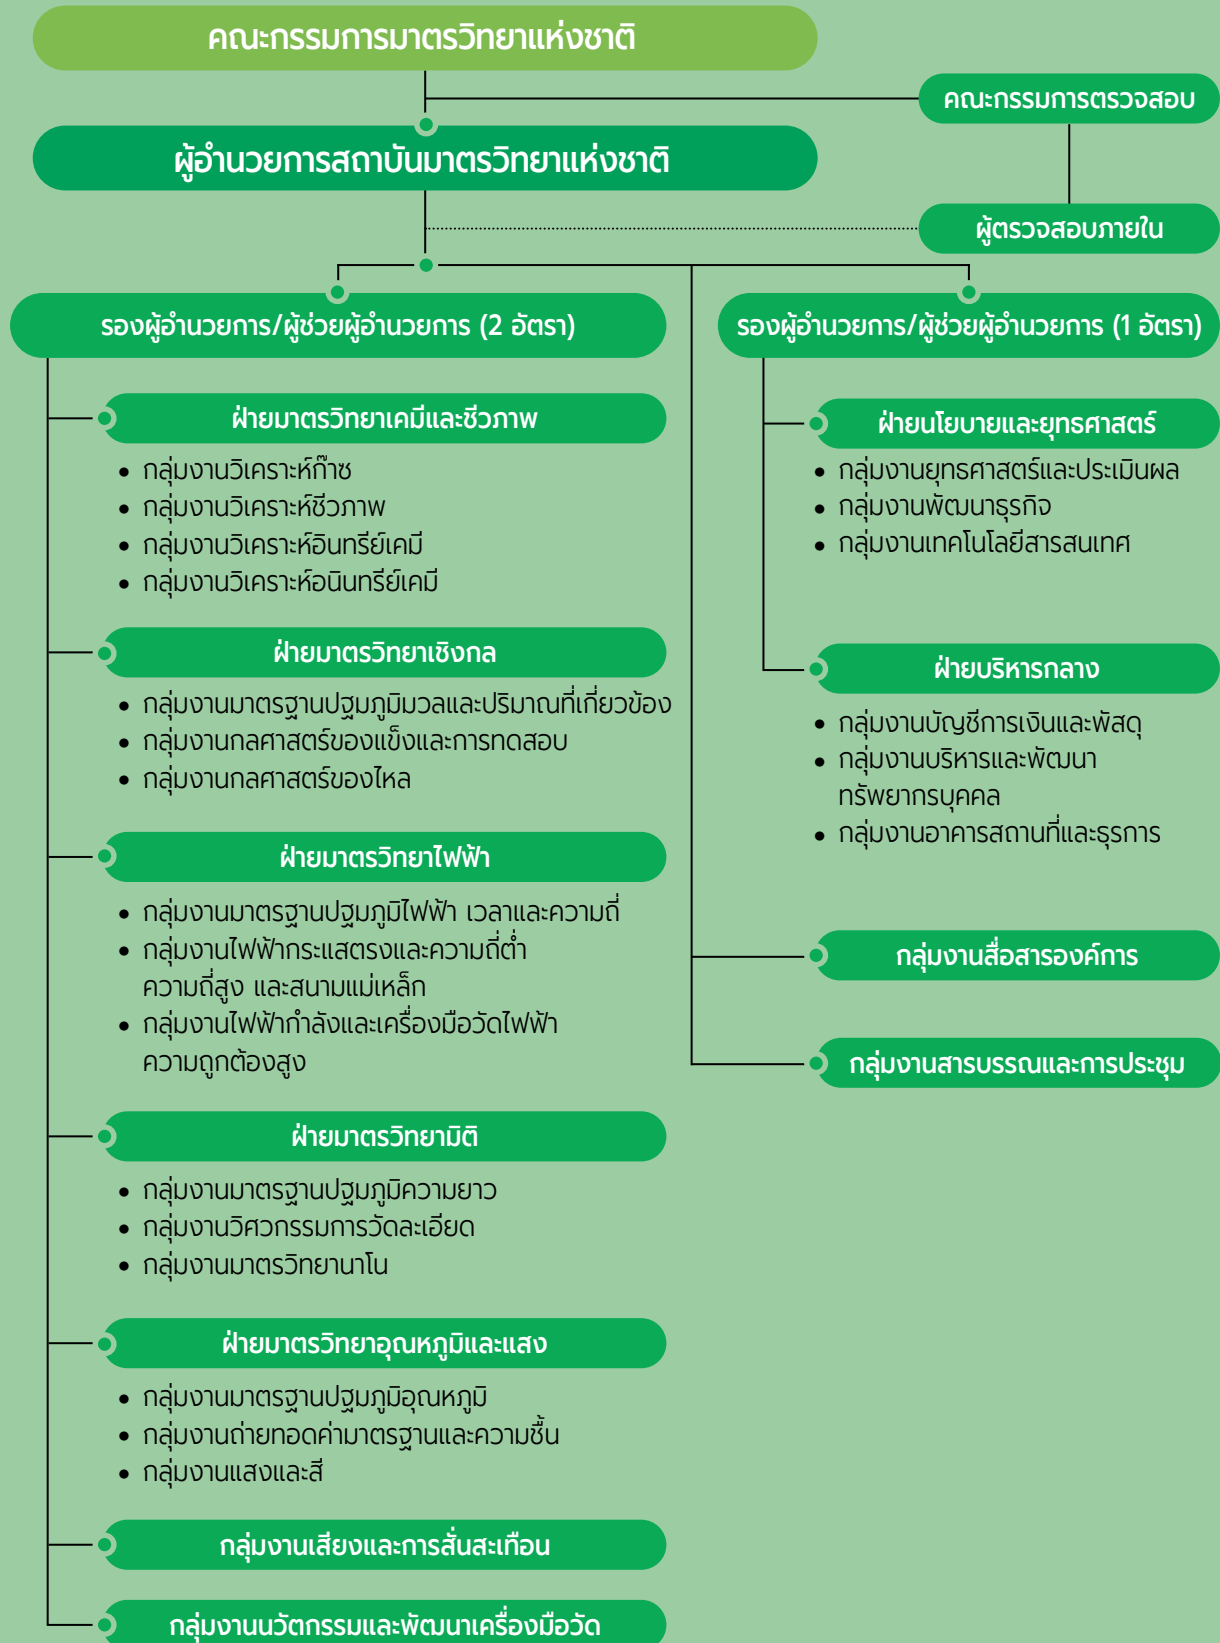 คณะกรรมการมาตรวิทยาแห่งชาติ
คณะกรรมการตรวจสอบ
ผู้อำนวยการสถาบันมาตรวิทยาแห่งชาติ
ผู้ตรวจสอบภายใน
รองผู้อำนวยการ/ผู้ช่วยผู้อำนวยการ (2 อัตรา)
ฝ่ายมาตรวิทยาเคมีและชีวภาพ
• กลุ่มงานวิเคราะห์ก๊าซ
• กลุ่มงานวิเคราะห์ชีวภาพ
• กลุ่มงานวิเคราะห์อินทรีย์เคมี
• กลุ่มงานวิเคราะห์อนินทรีย์เคมี
ฝ่ายมาตรวิทยาเชิงกล
• กลุ่มงานมาตรฐานปฐมภูมิมวลและปริมาณที่เกี่ยวข้อง
• กลุ่มงานกลศาสตร์ของแข็งและการทดสอบ
• กลุ่มงานกลศาสตร์ของไหล
ฝ่ายมาตรวิทยาไฟฟ้า
• กลุ่มงานมาตรฐานปฐมภูมิไฟฟ้า เวลาและความถี่
• กลุ่มงานไฟฟ้ากระแสตรงและความถี่ต่ำ
ความถี่สูง และสนามแม่เหล็ก
• กลุ่มงานไฟฟ้ากำลังและเครื่องมือวัดไฟฟ้า
ความถูกต้องสูง
ฝ่ายมาตรวิทยามิติ
• กลุ่มงานมาตรฐานปฐมภูมิความยาว
• กลุ่มงานวิศวกรรมการวัดละเอียด
• กลุ่มงานมาตรวิทยานาโน
ฝ่ายมาตรวิทยาอุณหภูมิและแสง
• กลุ่มงานมาตรฐานปฐมภูมิอุณหภูมิ
• กลุ่มงานถ่ายทอดค่ามาตรฐานและความชื้น
• กลุ่มงานแสงและสี
กลุ่มงานเสียงและการสั่นสะเทือน
กลุ่มงานนวัตกรรมและพัฒนาเครื่องมือวัด
รองผู้อำนวยการ/ผู้ช่วยผู้อำนวยการ (1 อัตรา)
ฝ่ายนโยบายและยุทธศาสตร์
• กลุ่มงานยุทธศาสตร์และประเมินผล
• กลุ่มงานพัฒนาธุรกิจ
• กลุ่มงานเทคโนโลยีสารสนเทศ
ฝ่ายบริหารกลาง
• กลุ่มงานบัญชีการเงินและพัสดุ
• กลุ่มงานบริหารและพัฒนา
ทรัพยากรบุคคล
• กลุ่มงานอาคารสถานที่และธุรการ
กลุ่มงานสื่อสารองค์การ
กลุ่มงานสารบรรณและการประชุม